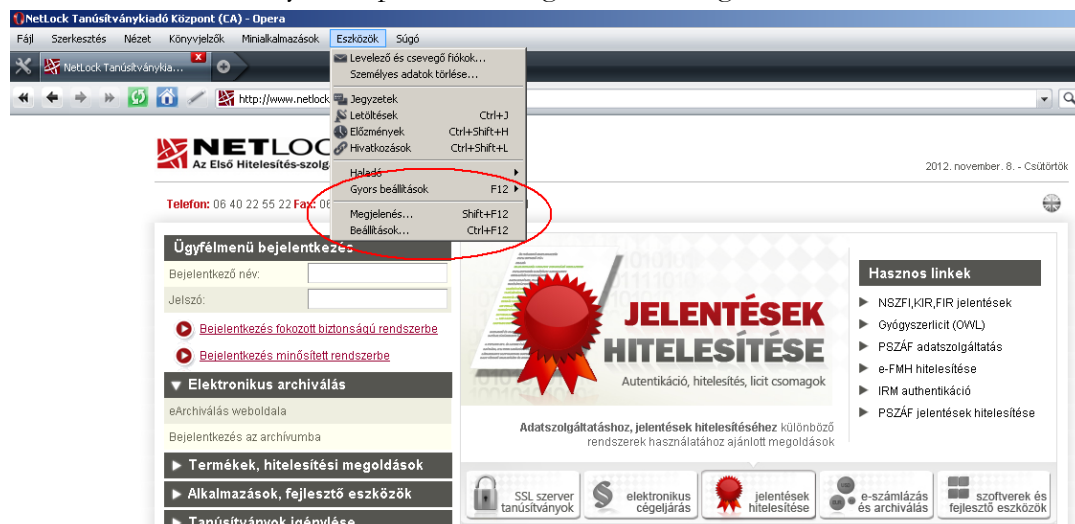 NetLock Tanúsítványkiadó Központ (CA) - Opera
Fájl Szerkesztés Nézet Könyvjelzők Minialkalmazások Eszközök Súgó
NetLock Tanúsítványkia...
http://www.netlock
Levelező és csevegő fiókok...
Személyes adatok törlése...
Jegyzetek
Letöltések Ctrl+J
Előzmények Ctrl+Shift+H
Hivatkozások Ctrl+Shift+L
Haladó
Gyors beállítások F12
Megjelenés... Shift+F12
Beállítások... Ctrl+F12
NETLOC
Az Első Hitelesítés-szolg
2012. november. 8. - Csütörtök
Telefon: 06 40 22 55 22 Fax: 06
Ügyfélmenü bejelentkezés
Bejelentkező név:
Jelszó:
Bejelentkezés fokozott biztonságú rendszerbe
Bejelentkezés minősített rendszerbe
Elektronikus archiválás
eArchiválás weboldala
Bejelentkezés az archívumba
Termékek, hitelesítési megoldások
Alkalmazások, fejlesztő eszközök
Tanúsítványok igénylése
JELENTÉSEK
HITELESÍTÉSE
Autentikáció, hitelesítés, licit csomagok
Adatszolgáltatáshoz, jelentések hitelesítéséhez különböző
rendszerek használatához ajánlott megoldások
SSL szerver
tanúsítványok
elektronikus
cégeljárás
jelentések
hitelesítése
e-számlázás
és archiválás
szoftverek és
fejlesztő eszközök
Hasznos linkek
NSZFI,KIR,FIR jelentések
Gyógyszerlicit (OWL)
PSZÁF adatszolgáltatás
e-FMH hitelesítése
IRM authentikáció
PSZÁF jelentések hitelesítése